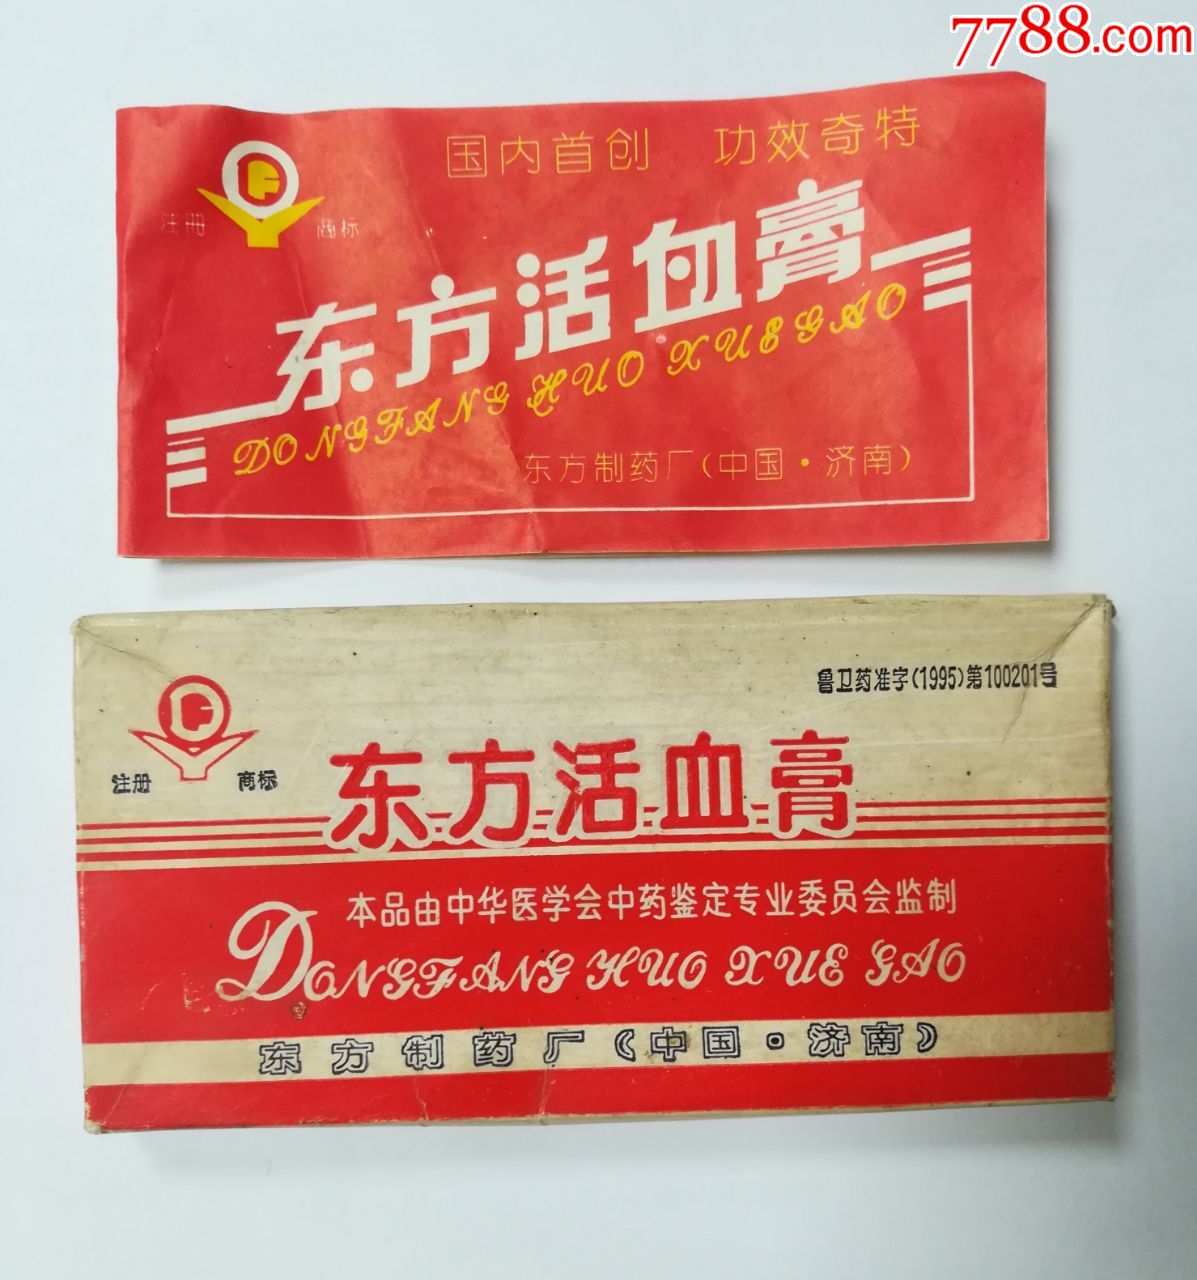 7788.com
国内首创 功效奇特
注册 商标
东方活血膏
DONGFANG HUO XUE GAO
东方制药厂(中国·济南)
鲁卫药准字(1995)第100201号
注册 商标
东方活血膏
本品由中华医学会中药鉴定专业委员会监制
DONGFANG HUO XUE GAO
东方制药厂(中国·济南)